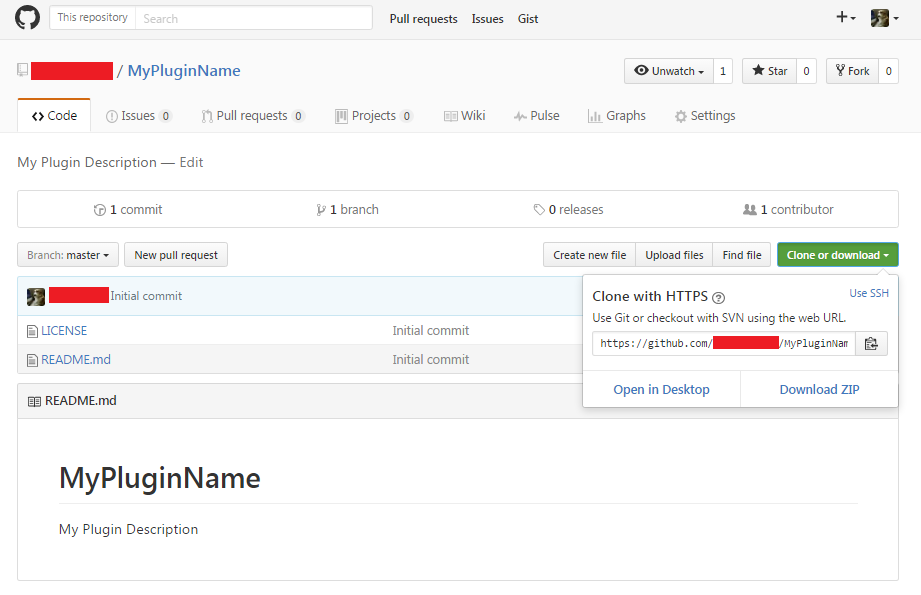 This repository Search Pull requests Issues Gist
/ MyPluginName Unwatch 1 Star 0 Fork 0
Code Issues 0 Pull requests 0 Projects 0 Wiki Pulse Graphs Settings
My Plugin Description — Edit
1 commit 1 branch 0 releases 1 contributor
Branch: master New pull request Create new file Upload files Find file Clone or download
Initial commit
Clone with HTTPS ? Use SSH
Use Git or checkout with SVN using the web URL.
LICENSE Initial commit
https://github.com/ /MyPluginNam
README.md Initial commit
Open in Desktop Download ZIP
README.md
MyPluginName
My Plugin Description